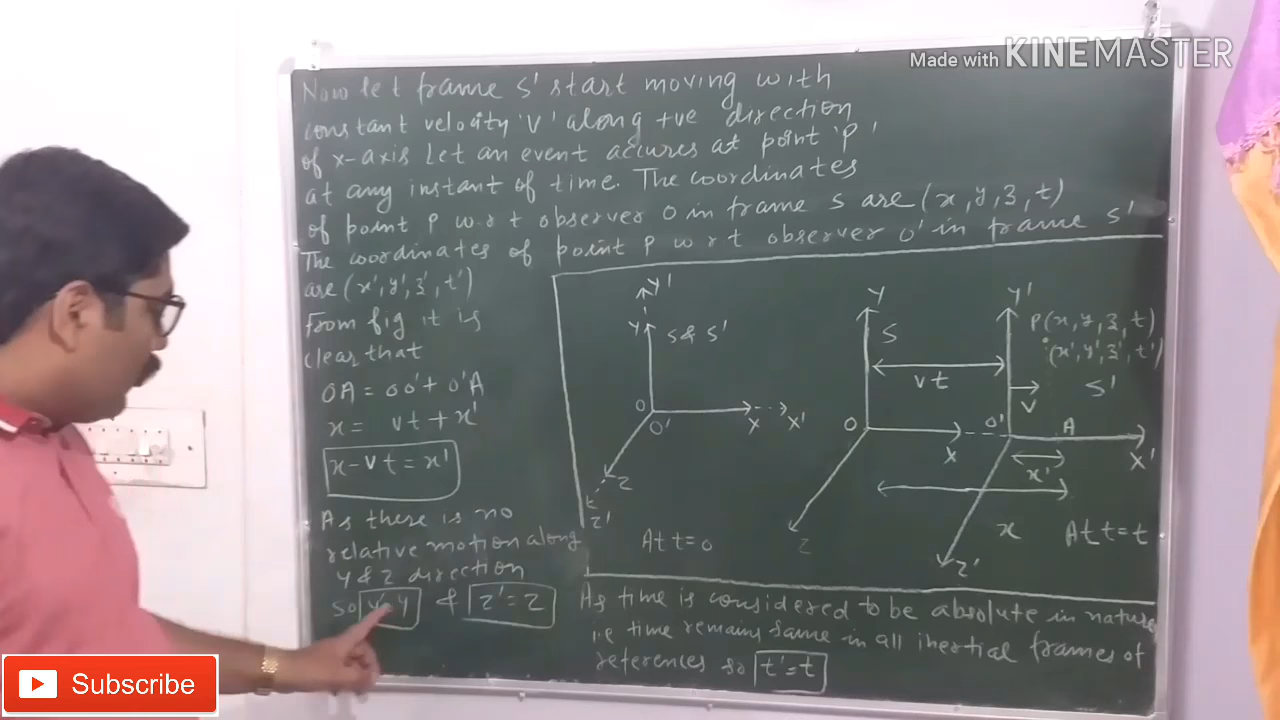 Made with KINEMASTER
Now let frame s' start moving with
constant velocity 'v' along +ve direction
of x-axis Let an event accures at point 'P'
at any instant of time. The coordinates
of point P w.r.t observer O in frame s are (x, y, z, t)
The coordinates of point P w r t observer O' in frame s'
are (x', y', z', t')
From fig it is
clear that
OA = OO' + O'A
x = vt + x'
x - vt = x'
As there is no
relative motion along
y & z direction
so y' = y & z' = z
Y'
Y
S & S'
O
O'
X
X'
Z
Z'
At t=0
Y
S
Y'
P(x, y, z, t)
(x', y', z', t')
vt
S'
V
O
O'
A
X
X'
x'
x
Z
Z'
At t=t
As time is considered to be absolute in nature
i.e time remains same in all inertial frames of
references so t' = t
Subscribe